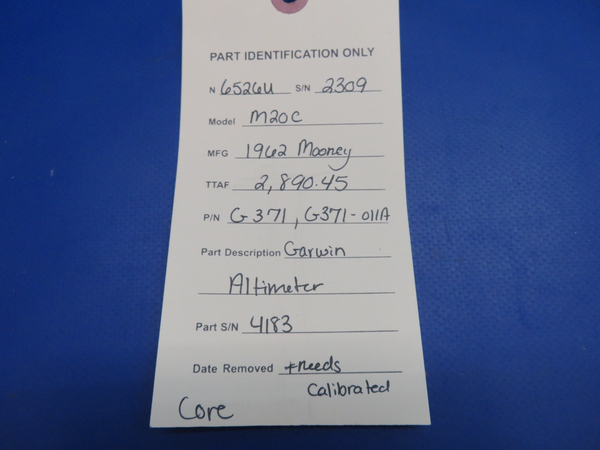 PART IDENTIFICATION ONLY
N 6526U S/N 2309
Model M20C
MFG 1962 Mooney
TTAF 2,890.45
P/N G371, G371-011A
Part Description Garwin
Altimeter
Part S/N 4183
Date Removed *needs
Calibrated
Core